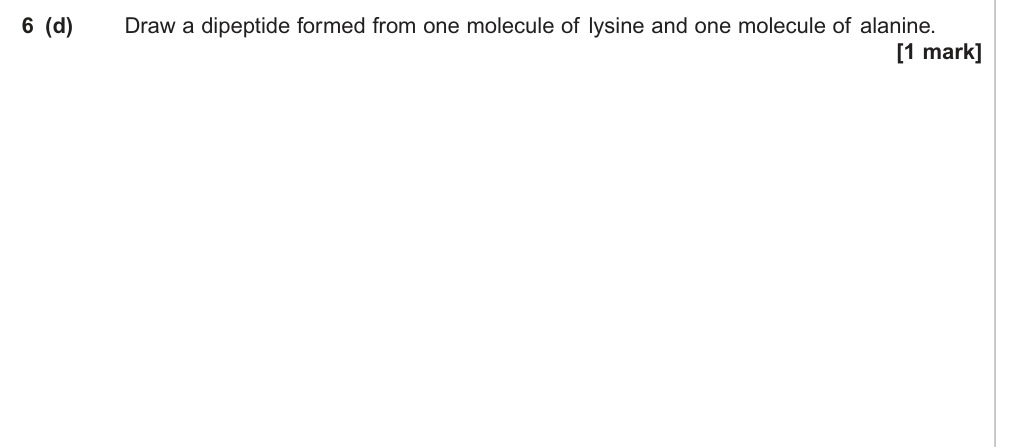 6 (d) Draw a dipeptide formed from one molecule of lysine and one molecule of alanine.
[1 mark]